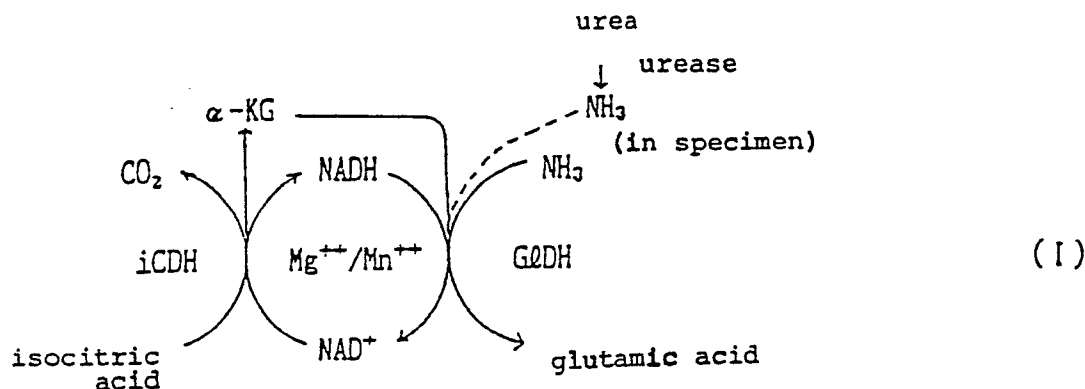 urea
↓ urease
α-KG
NH₃
(in specimen)
CO₂ NADH NH₃
iCDH Mg⁺⁺/Mn⁺⁺ GℓDH (I)
isocitric acid
NAD⁺
glutamic acid